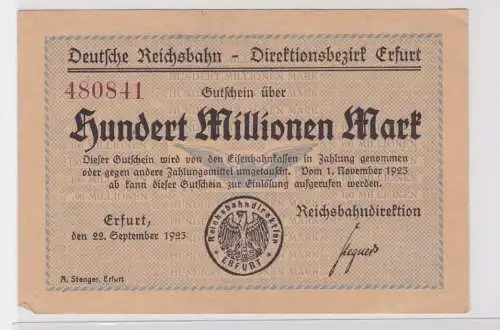 Deutsche Reichsbahn - Direktionsbezirk Erfurt
480841
Gutschein über
Hundert Millionen Mark
Dieser Gutschein wird von den Eisenbahnkassen in Zahlung genommen
oder gegen andere Zahlungsmittel umgetauscht. Vom 1. November 1923
ab kann dieser Gutschein zur Einlösung aufgerufen werden.
Erfurt,
den 22. September 1923
Reichsbahndirektion
ERFURT
Reichsbahndirektion
A. Stenger, Erfurt